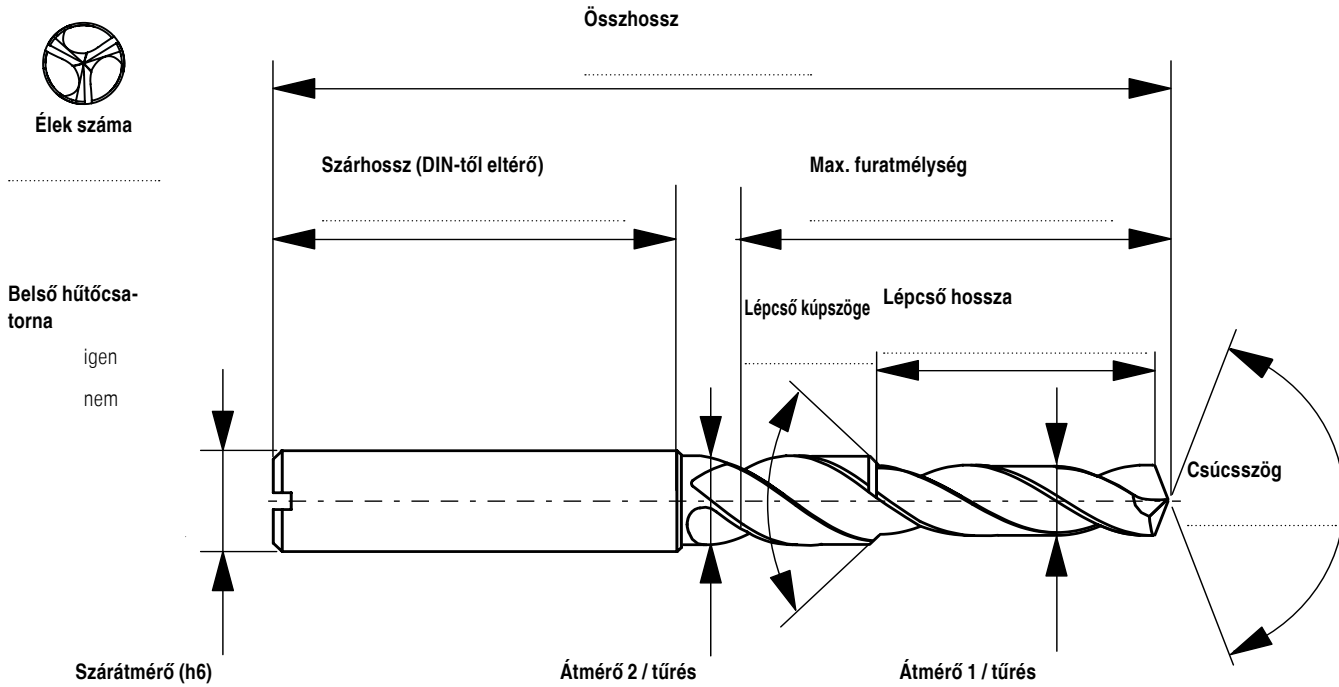 Összhossz
Élek száma
Szárhossz (DIN-től eltérő)
Max. furatmélység
Belső hűtőcsa-
torna
igen
nem
Lépcső kúpszöge
Lépcső hossza
Csúcsszög
Szárátmérő (h6)
Átmérő 2 / tűrés
Átmérő 1 / tűrés